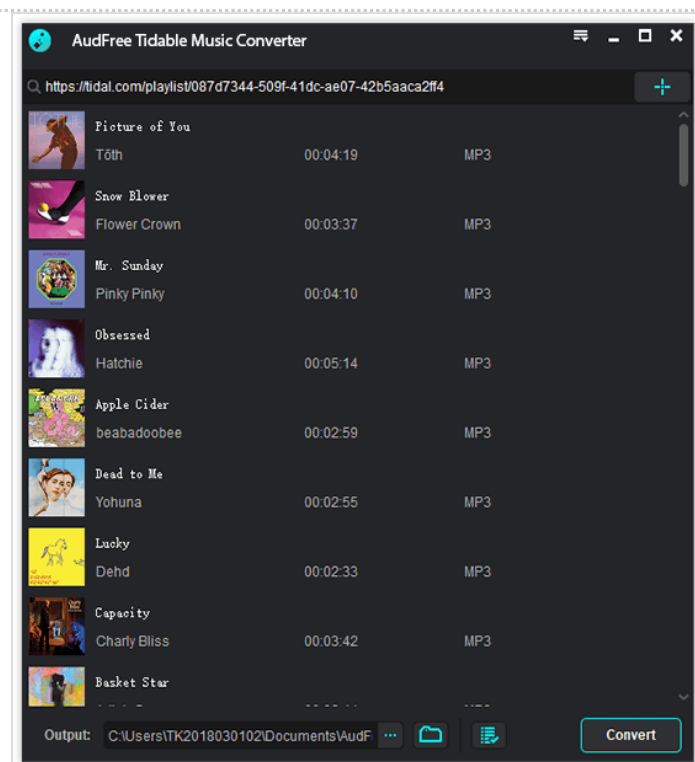 AudFree Tidable Music Converter
https://tidal.com/playlist/087d7344-509f-41dc-ae07-42b5aaca2ff4
Picture of You
Tōth 00:04:19 MP3
Snow Blower
Flower Crown 00:03:37 MP3
Mr. Sunday
Pinky Pinky 00:04:10 MP3
Obsessed
Hatchie 00:05:14 MP3
Apple Cider
beabadoobee 00:02:59 MP3
Dead to Me
Yohuna 00:02:55 MP3
Lucky
Dehd 00:02:33 MP3
Capacity
Charly Bliss 00:03:42 MP3
Basket Star
Output: C:\Users\TK2018030102\Documents\AudF ... Convert